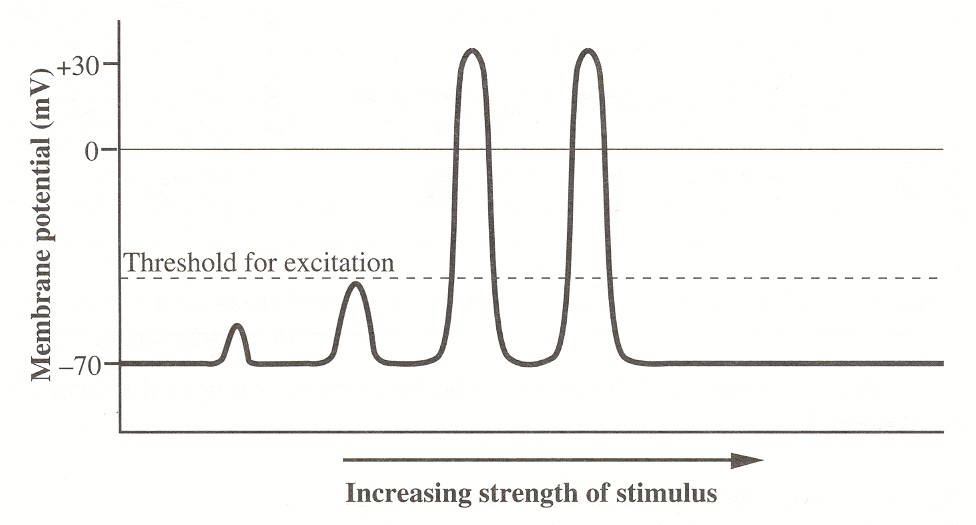 Membrane potential (mV)
+30
0
Threshold for excitation
–70
Increasing strength of stimulus